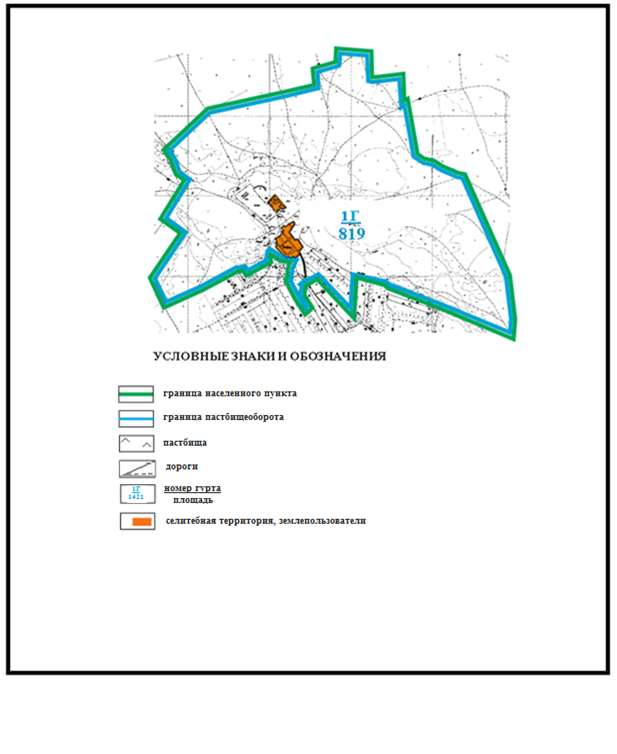 1Г
819
УСЛОВНЫЕ ЗНАКИ И ОБОЗНАЧЕНИЯ
граница населенного пункта
граница пастбищеоборота
пастбища
дороги
1Г
1421
номер гурта
площадь
селитебная территория, землепользователи